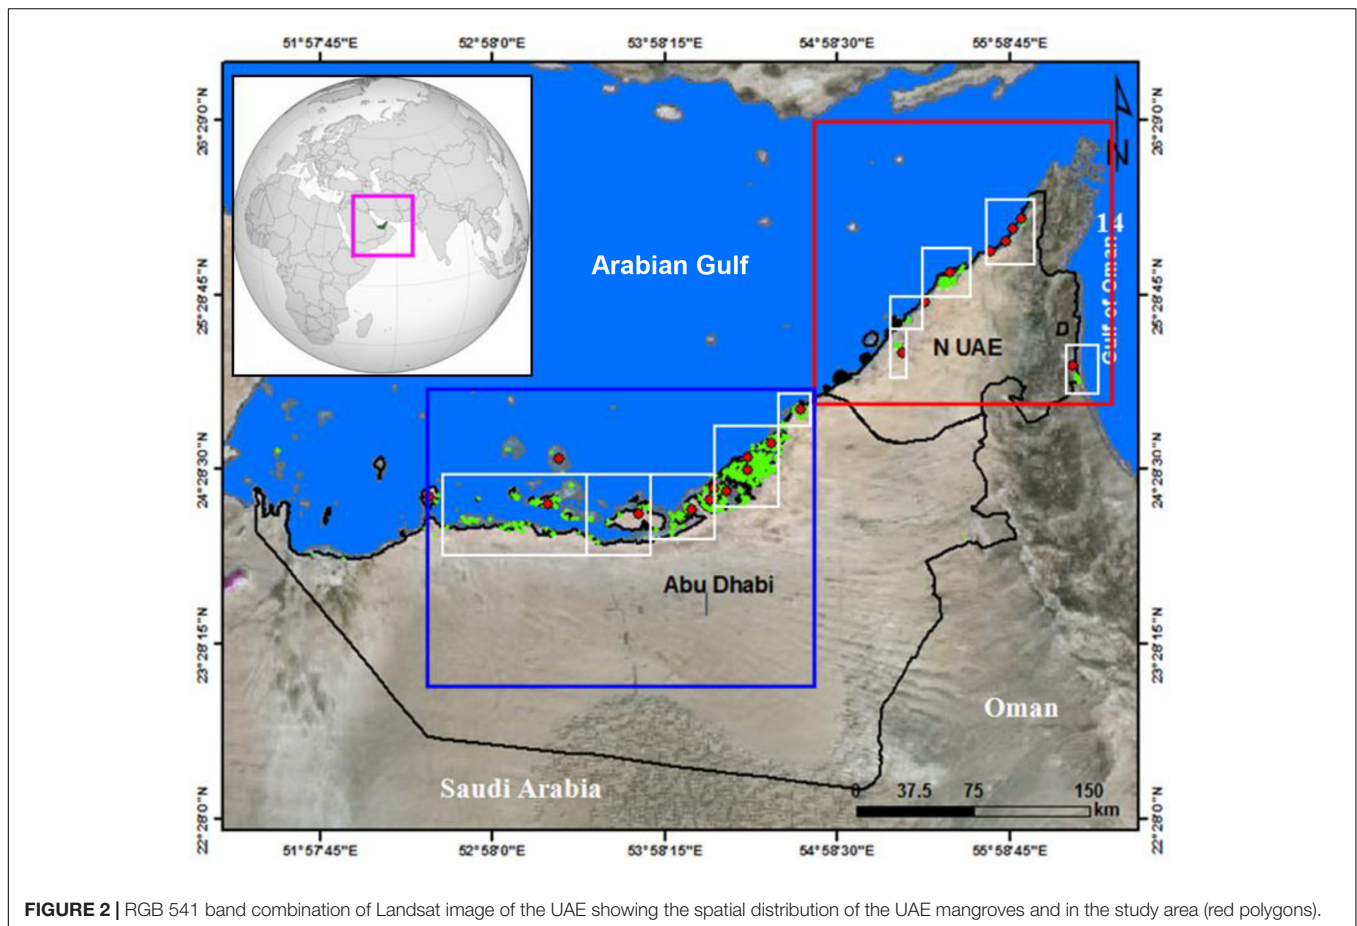 51°57'45"E 52°58'0"E 53°58'15"E 54°58'30"E 55°58'45"E
26°29'0"N
26°29'0"N
N
14
Arabian Gulf
25°28'45"N
25°28'45"N
Gulf of Oman
N UAE
D
24°28'30"N
24°28'30"N
Abu Dhabi
23°28'15"N
23°28'15"N
Oman
Saudi Arabia
0 37.5 75 150
km
22°28'0"N
22°28'0"N
51°57'45"E 52°58'0"E 53°58'15"E 54°58'30"E 55°58'45"E
FIGURE 2 | RGB 541 band combination of Landsat image of the UAE showing the spatial distribution of the UAE mangroves and in the study area (red polygons).